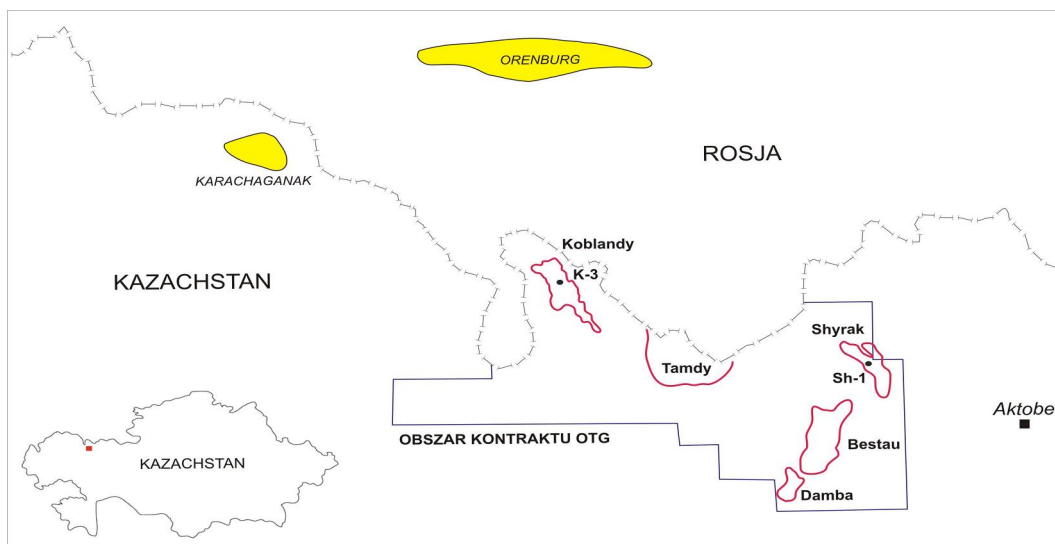 ORENBURG
ROSJA
KARACHAGANAK
Koblandy
K-3
KAZACHSTAN
Shyrak
Tamdy
Sh-1
Aktobe
OBSZAR KONTRAKTU OTG
Bestau
KAZACHSTAN
Damba